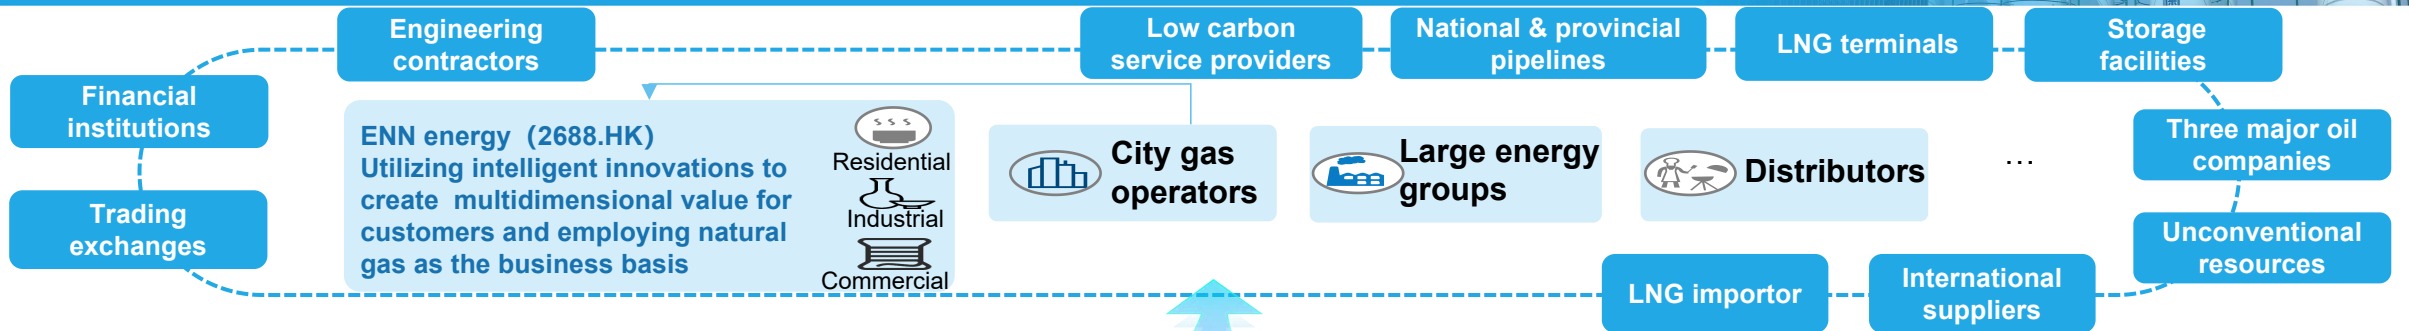 Engineering
contractors
Low carbon
service providers
National & provincial
pipelines
LNG terminals
Storage
facilities
Financial
institutions
Trading
exchanges
ENN energy (2688.HK)
Utilizing intelligent innovations to
create multidimensional value for
customers and employing natural
gas as the business basis
Residential
Industrial
Commercial
City gas
operators
Large energy
groups
Distributors
...
Three major oil
companies
Unconventional
resources
LNG importor
International
suppliers